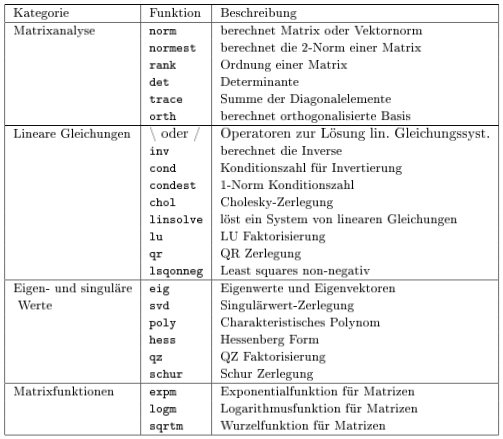 Kategorie Funktion Beschreibung
Matrixanalyse norm berechnet Matrix oder Vektornorm
normest berechnet die 2-Norm einer Matrix
rank Ordnung einer Matrix
det Determinante
trace Summe der Diagonalelemente
orth berechnet orthogonalisierte Basis
Lineare Gleichungen \ oder / Operatoren zur Lösung lin. Gleichungssyst.
inv berechnet die Inverse
cond Konditionszahl für Invertierung
condest 1-Norm Konditionszahl
chol Cholesky-Zerlegung
linsolve löst ein System von linearen Gleichungen
lu LU Faktorisierung
qr QR Zerlegung
lsqonneg Least squares non-negativ
Eigen- und singuläre eig Eigenwerte und Eigenvektoren
Werte svd Singulärwert-Zerlegung
poly Charakteristisches Polynom
hess Hessenberg Form
qz QZ Faktorisierung
schur Schur Zerlegung
Matrixfunktionen expm Exponentialfunktion für Matrizen
logm Logarithmusfunktion für Matrizen
sqrtm Wurzelfunktion für Matrizen